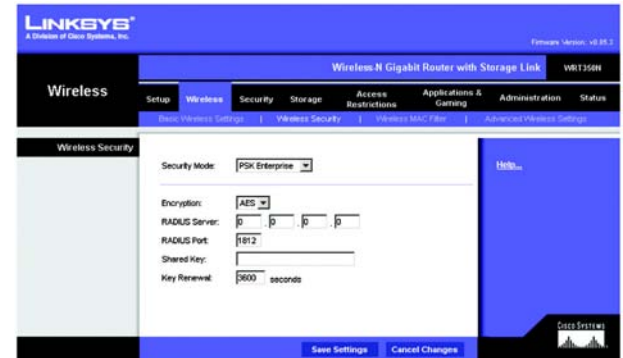 LINKSYS®
A Division of Cisco Systems, Inc.
Firmware Version: v0.05.3
Wireless-N Gigabit Router with Storage Link WRT350N
Wireless
Setup Wireless Security Storage Access Restrictions Applications & Gaming Administration Status
Basic Wireless Settings | Wireless Security | Wireless MAC Filter | Advanced Wireless Settings
Wireless Security
Security Mode: PSK Enterprise
Help...
Encryption: AES
RADIUS Server: 0 . 0 . 0 . 0
RADIUS Port: 1812
Shared Key:
Key Renewal: 3600 seconds
CISCO SYSTEMS
Save Settings Cancel Changes